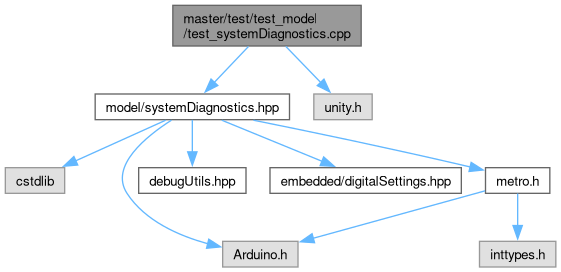 master/test/test_model
/test_systemDiagnostics.cpp
model/systemDiagnostics.hpp
unity.h
cstdlib
debugUtils.hpp
embedded/digitalSettings.hpp
metro.h
Arduino.h
inttypes.h